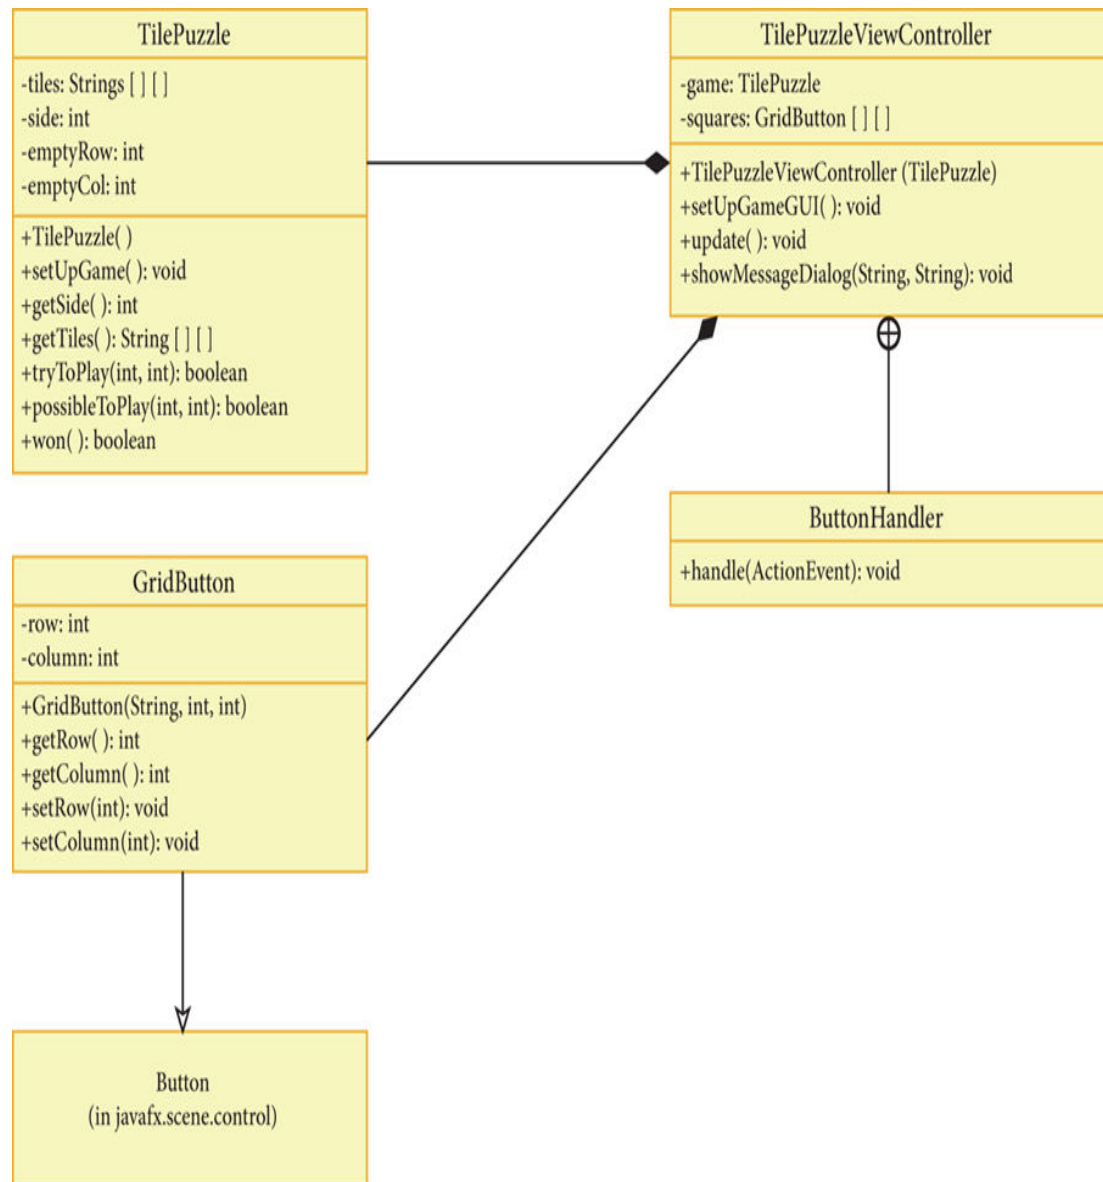 TilePuzzle
-tiles: Strings [ ] [ ]
-side: int
-emptyRow: int
-emptyCol: int
+TilePuzzle( )
+setUpGame( ): void
+getSide( ): int
+getTiles( ): String [ ] [ ]
+tryToPlay(int, int): boolean
+possibleToPlay(int, int): boolean
+won( ): boolean
TilePuzzleViewController
-game: TilePuzzle
-squares: GridButton [ ] [ ]
+TilePuzzleViewController (TilePuzzle)
+setUpGameGUI( ): void
+update( ): void
+showMessageDialog(String, String): void
ButtonHandler
+handle(ActionEvent): void
GridButton
-row: int
-column: int
+GridButton(String, int, int)
+getRow( ): int
+getColumn( ): int
+setRow(int): void
+setColumn(int): void
Button
(in javafx.scene.control)